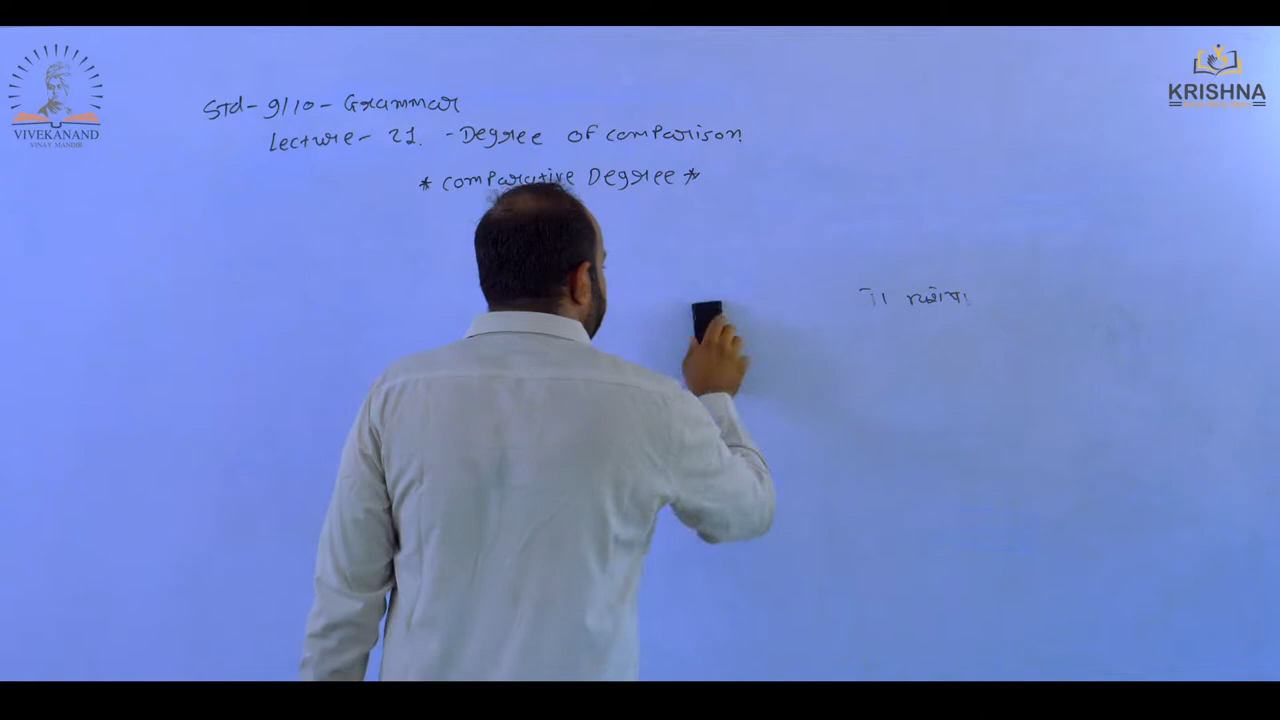 VIVEKANAND
VINAY MANDIR
KRISHNA
Std - 9/10 - Grammar
Lecture - 21. - Degree of comparison
* Comparative Degree *